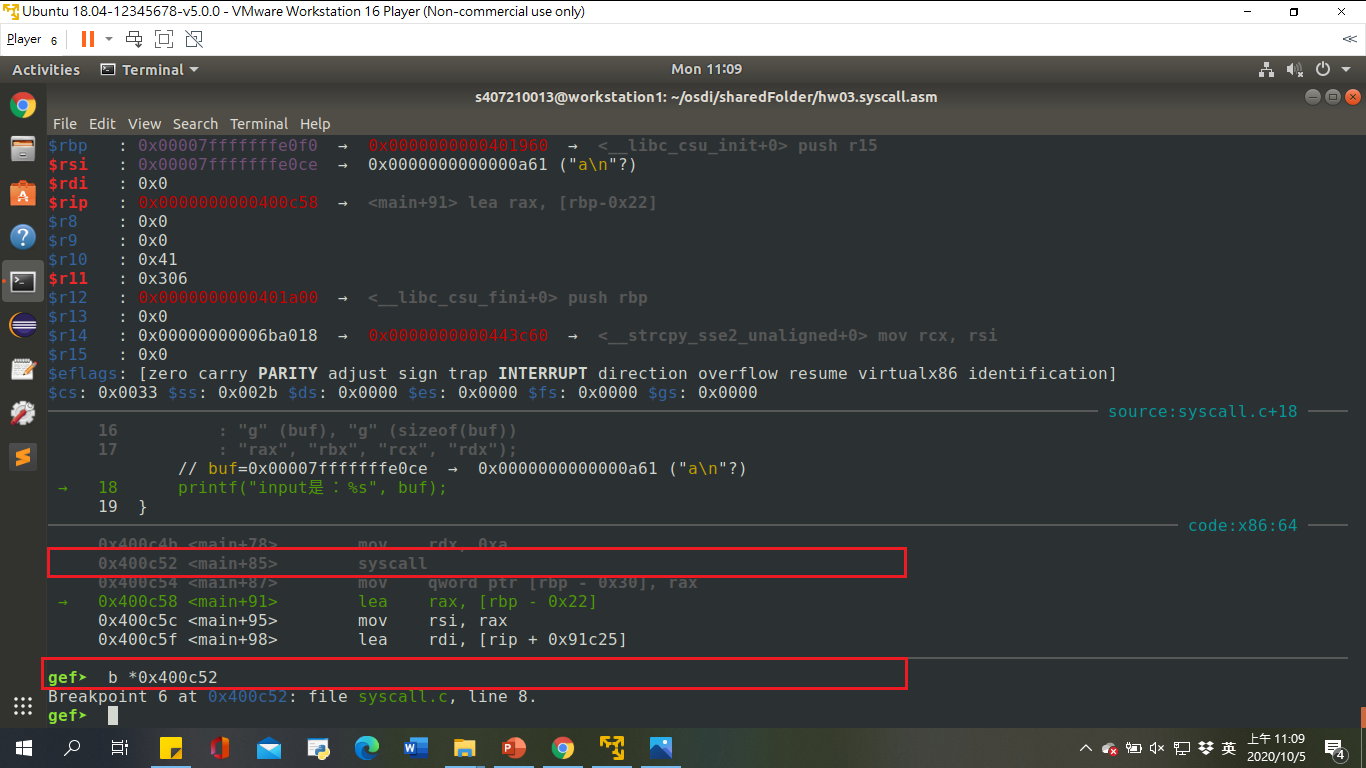 Ubuntu 18.04-12345678-v5.0.0 - VMware Workstation 16 Player (Non-commercial use only)
Player 6
Activities Terminal Mon 11:09
s407210013@workstation1: ~/osdi/sharedFolder/hw03.syscall.asm
File Edit View Search Terminal Help
$rbp : 0x00007fffffffe0f0 → 0x0000000000401960 → <__libc_csu_init+0> push r15
$rsi : 0x00007fffffffe0ce → 0x0000000000000a61 ("a\n"?)
$rdi : 0x0
$rip : 0x0000000000400c58 → <main+91> lea rax, [rbp-0x22]
$r8 : 0x0
$r9 : 0x0
$r10 : 0x41
$r11 : 0x306
$r12 : 0x0000000000401a00 → <__libc_csu_fini+0> push rbp
$r13 : 0x0
$r14 : 0x00000000006ba018 → 0x0000000000443c60 → <__strcpy_sse2_unaligned+0> mov rcx, rsi
$r15 : 0x0
$eflags: [zero carry PARITY adjust sign trap INTERRUPT direction overflow resume virtualx86 identification]
$cs: 0x0033 $ss: 0x002b $ds: 0x0000 $es: 0x0000 $fs: 0x0000 $gs: 0x0000
source:syscall.c+18
16 : "g" (buf), "g" (sizeof(buf))
17 : "rax", "rbx", "rcx", "rdx");
// buf=0x00007fffffffe0ce → 0x0000000000000a61 ("a\n"?)
→ 18 printf("input是：%s", buf);
19 }
code:x86:64
0x400c4b <main+78> mov rdx, 0xa
0x400c52 <main+85> syscall
0x400c54 <main+87> mov qword ptr [rbp - 0x30], rax
→ 0x400c58 <main+91> lea rax, [rbp - 0x22]
0x400c5c <main+95> mov rsi, rax
0x400c5f <main+98> lea rdi, [rip + 0x91c25]
gef➤ b *0x400c52
Breakpoint 6 at 0x400c52: file syscall.c, line 8.
gef➤
英 上午 11:09
2020/10/5 4